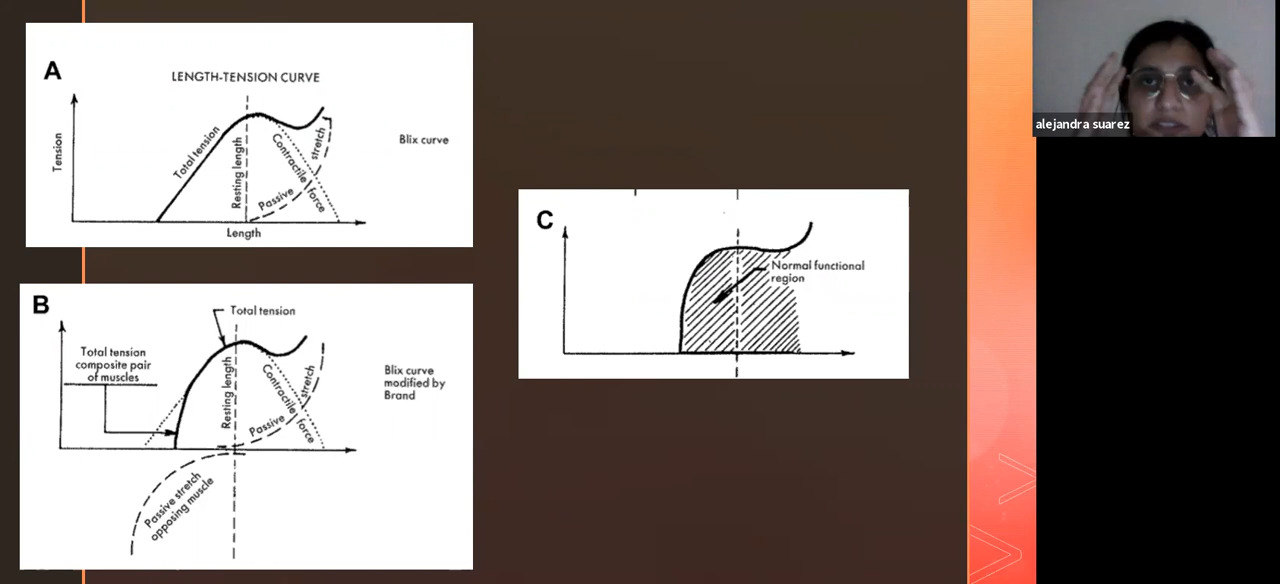 A
LENGTH-TENSION CURVE
Tension
Total tension
Resting length
Contractile force
Passive stretch
Blix curve
Length
B
Total tension
Total tension
composite pair
of muscles
Resting length
Contractile force
Passive stretch
Blix curve
modified by
Brand
Passive stretch
opposing muscle
C
Normal functional
region
alejandra suarez